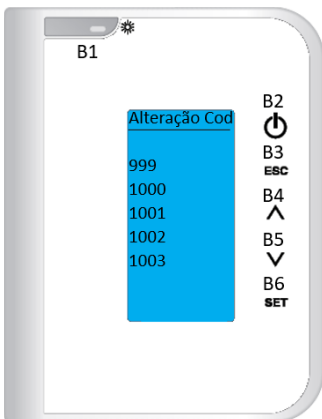 B1
Alteração Cod
999
1000
1001
1002
1003
B2
B3
ESC
B4
B5
B6
SET